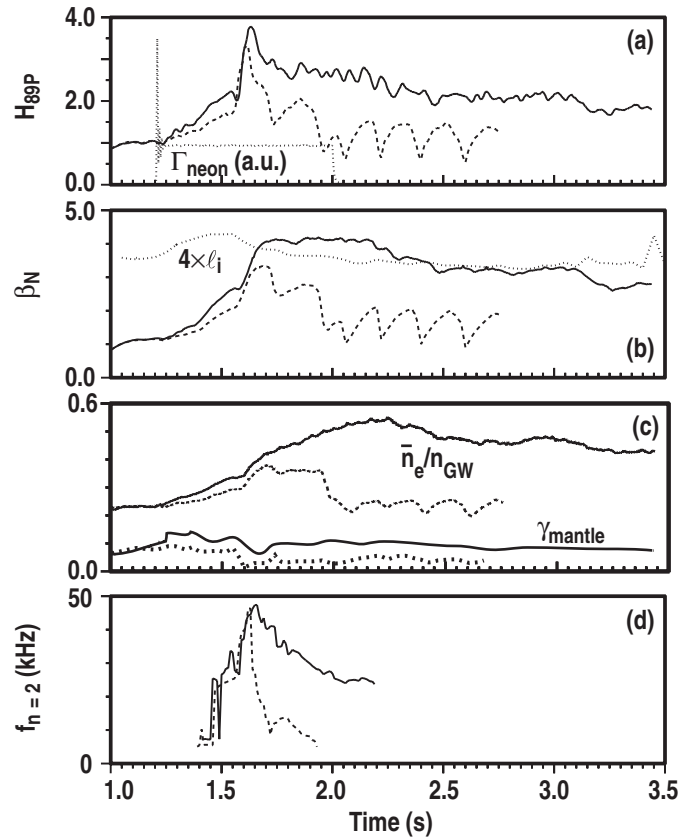 4.0
(a)
H89P
2.0
Γneon (a.u.)
0.0
5.0
4×ℓi
βN
(b)
0.0
0.6
(c)
n̅e/nGW
γmantle
0.0
50
(d)
fn = 2 (kHz)
0
1.0 1.5 2.0 2.5 3.0 3.5
Time (s)